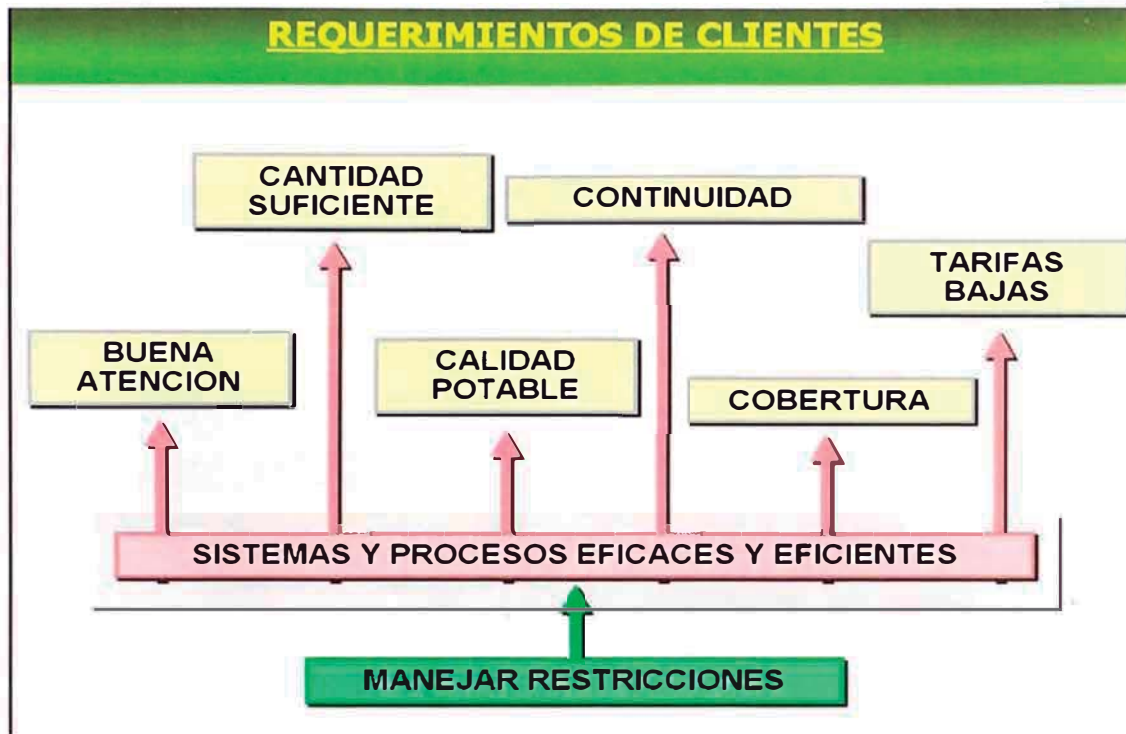 REQUERIMIENTOS DE CLIENTES
CANTIDAD
SUFICIENTE
CONTINUIDAD
TARIFAS
BAJAS
BUENA
ATENCION
CALIDAD
POTABLE
COBERTURA
SISTEMAS Y PROCESOS EFICACES Y EFICIENTES
MANEJAR RESTRICCIONES